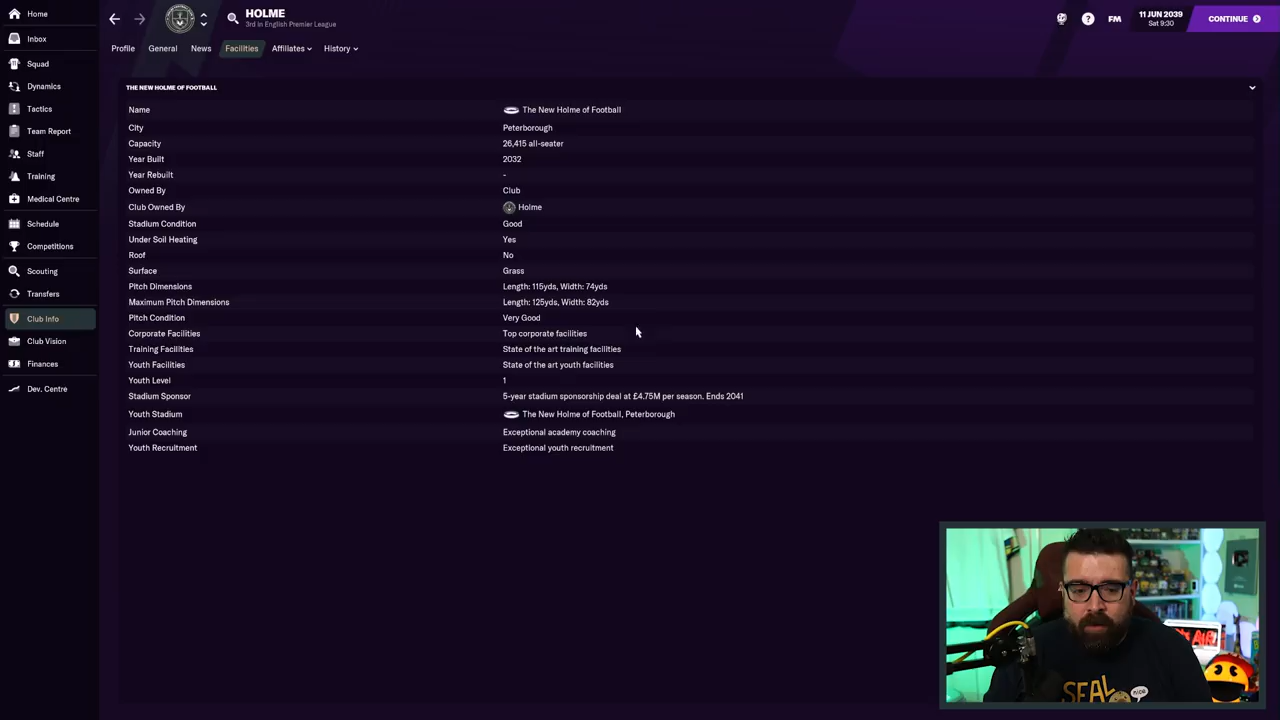 Home
Inbox
Squad
Dynamics
Tactics
Team Report
Staff
Training
Medical Centre
Schedule
Competitions
Scouting
Transfers
Club Info
Club Vision
Finances
Dev. Centre
HOLME
3rd in English Premier League
FM
11 JUN 2039
Sat 9:30
CONTINUE
Profile General News Facilities Affiliates History
THE NEW HOLME OF FOOTBALL
Name The New Holme of Football
City Peterborough
Capacity 26,415 all-seater
Year Built 2032
Year Rebuilt -
Owned By Club
Club Owned By Holme
Stadium Condition Good
Under Soil Heating Yes
Roof No
Surface Grass
Pitch Dimensions Length: 115yds, Width: 74yds
Maximum Pitch Dimensions Length: 125yds, Width: 82yds
Pitch Condition Very Good
Corporate Facilities Top corporate facilities
Training Facilities State of the art training facilities
Youth Facilities State of the art youth facilities
Youth Level 1
Stadium Sponsor 5-year stadium sponsorship deal at £4.75M per season. Ends 2041
Youth Stadium The New Holme of Football, Peterborough
Junior Coaching Exceptional academy coaching
Youth Recruitment Exceptional youth recruitment
AIR
SEAL
nice